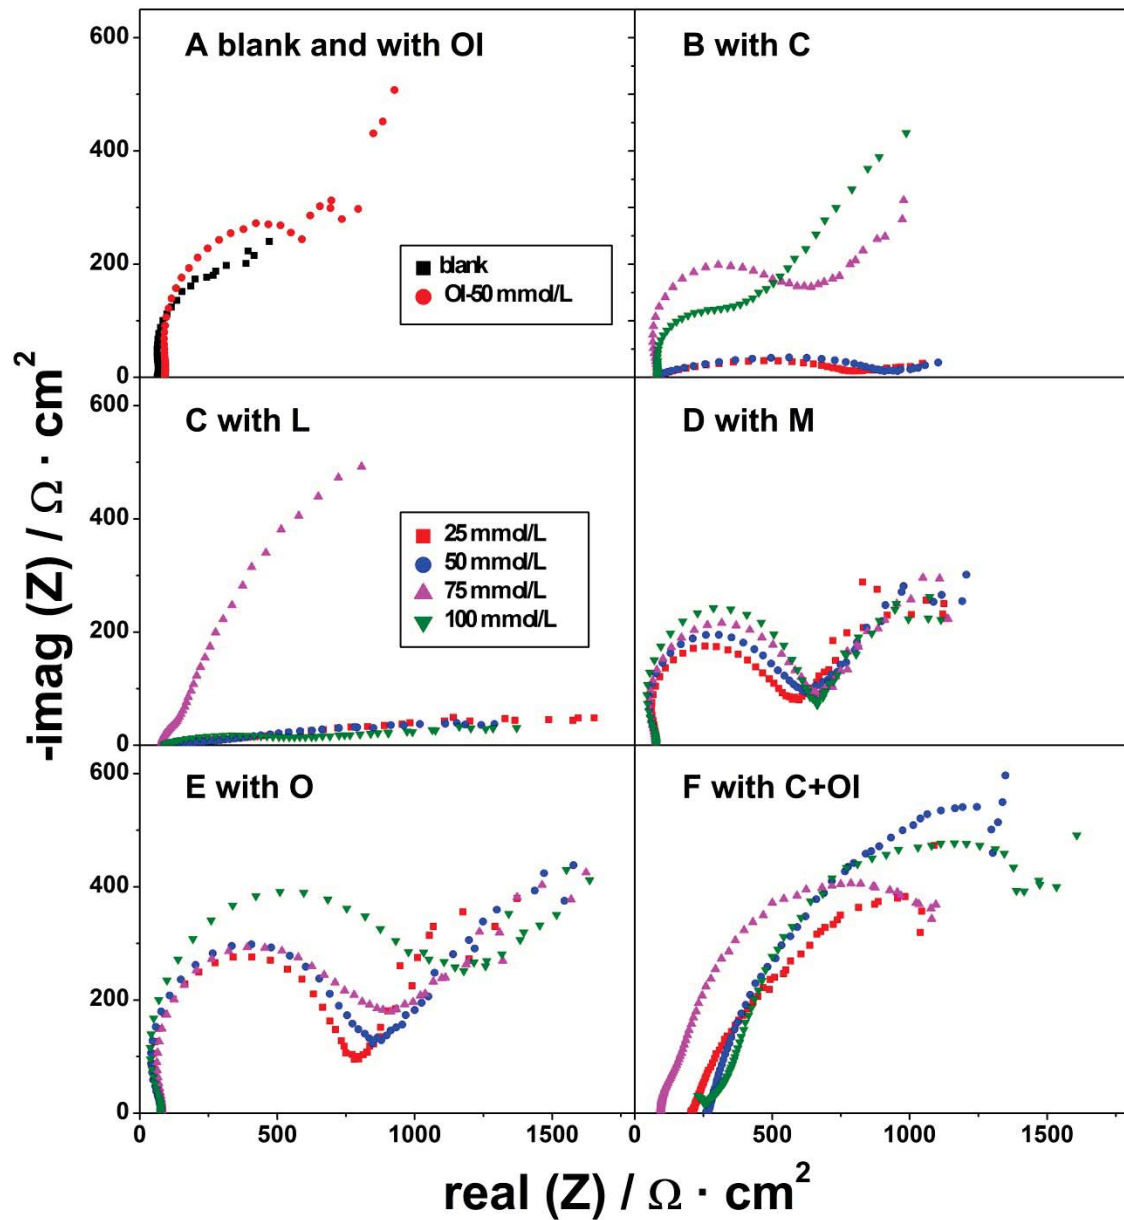 A blank and with OI
B with C
600
400
200
0
blank
OI-50 mmol/L
C with L
D with M
600
400
200
0
25 mmol/L
50 mmol/L
75 mmol/L
100 mmol/L
E with O
F with C+OI
600
400
200
0
0
500
1000
1500
0
500
1000
1500
-imag (Z) / Ω · cm²
real (Z) / Ω · cm²